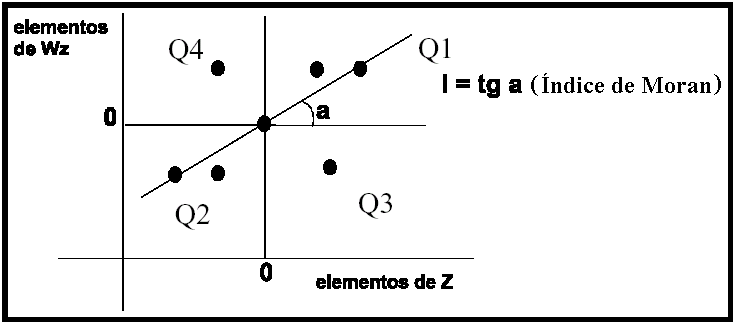 elementos
de Wz
Q4
Q1
I = tg a (Índice de Moran)
a
0
Q2
Q3
0
elementos de Z